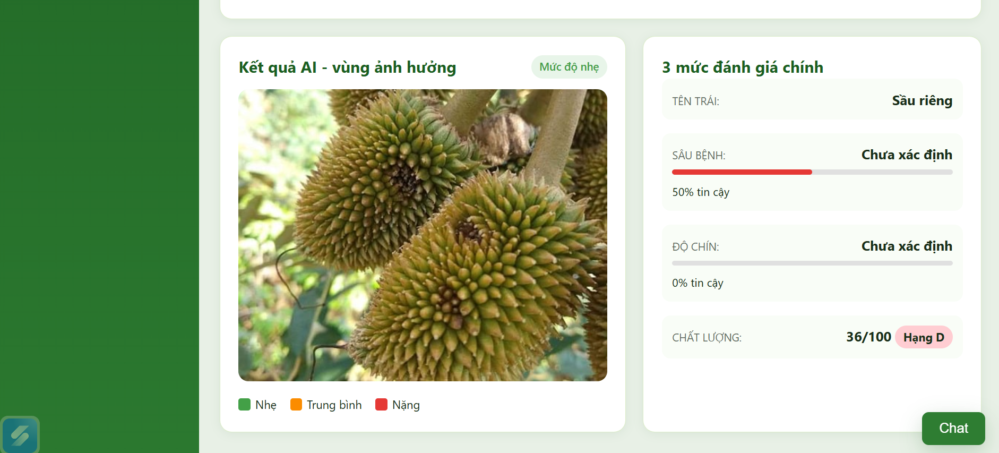 Kết quả AI - vùng ảnh hưởng
Mức độ nhẹ
Nhẹ
Trung bình
Nặng
3 mức đánh giá chính
TÊN TRÁI:
Sầu riêng
SÂU BỆNH:
Chưa xác định
50% tin cậy
ĐỘ CHÍN:
Chưa xác định
0% tin cậy
CHẤT LƯỢNG:
36/100
Hạng D
Chat